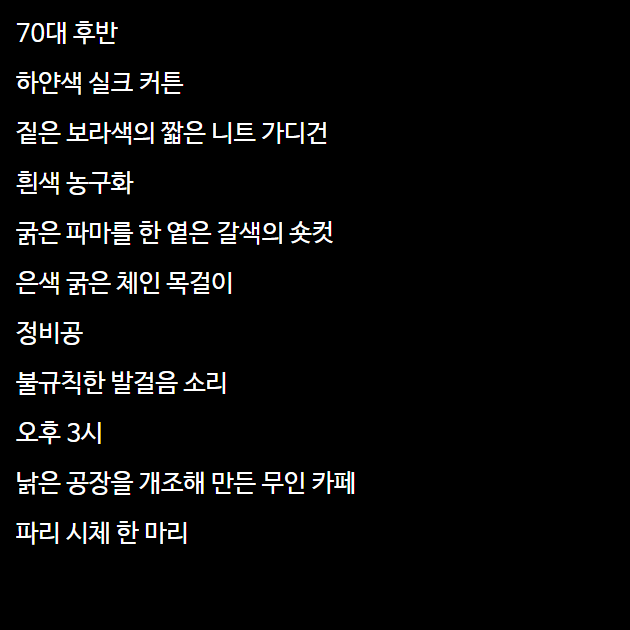 70대 후반
하얀색 실크 커튼
짙은 보라색의 짧은 니트 가디건
흰색 농구화
굵은 파마를 한 옅은 갈색의 숏컷
은색 굵은 체인 목걸이
정비공
불규칙한 발걸음 소리
오후 3시
낡은 공장을 개조해 만든 무인 카페
파리 시체 한 마리